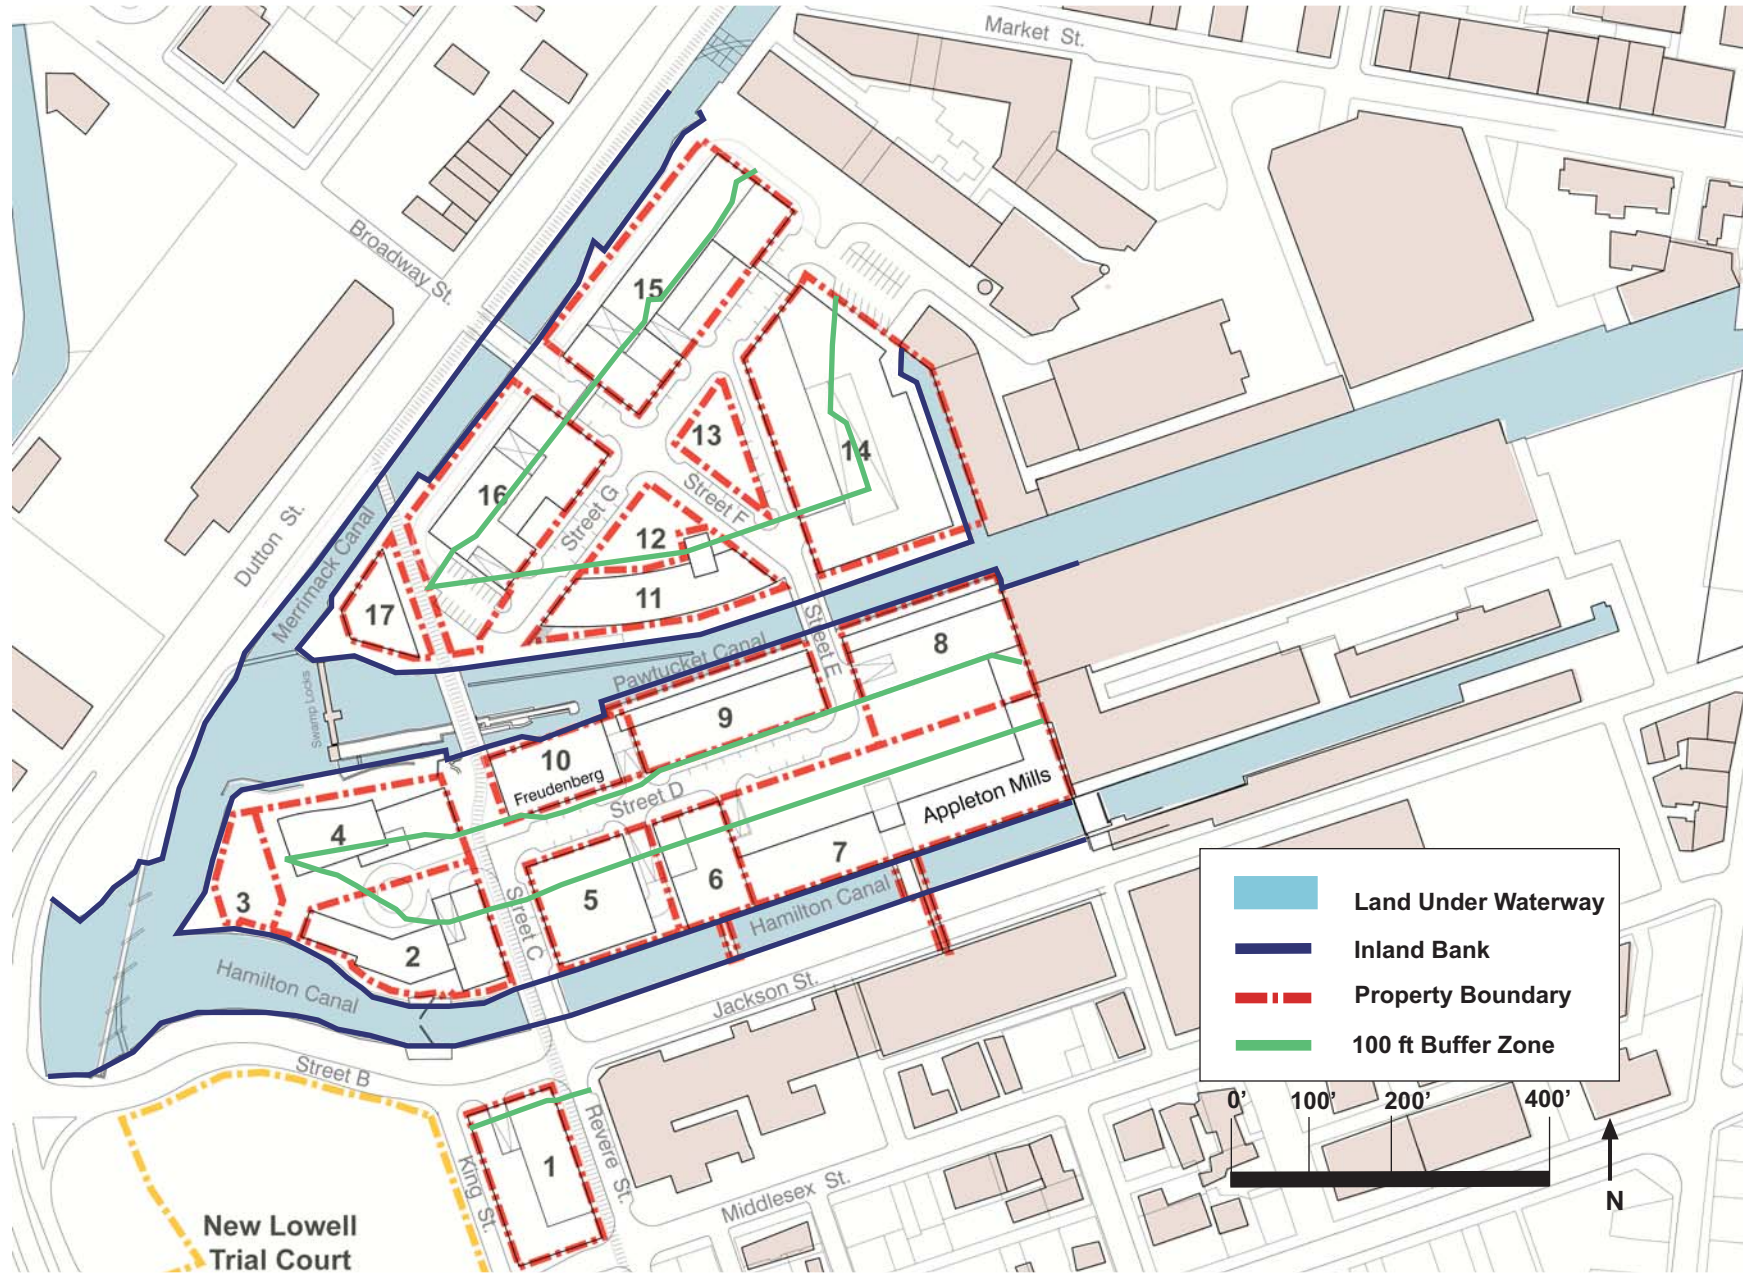 Market St.
Broadway St.
15
13
14
16
Street G
Street F
12
Dutton St.
Merrimack Canal
17
11
Street E
8
Pawtucket Canal
Swamp Locks
9
10
Freudenberg
Street D
Appleton Mills
4
7
6
5
3
Street C
Hamilton Canal
2
Hamilton Canal
Jackson St.
Street B
Revere St.
King St.
1
Middlesex St.
New Lowell
Trial Court
Land Under Waterway
Inland Bank
Property Boundary
100 ft Buffer Zone
0' 100' 200' 400'
N